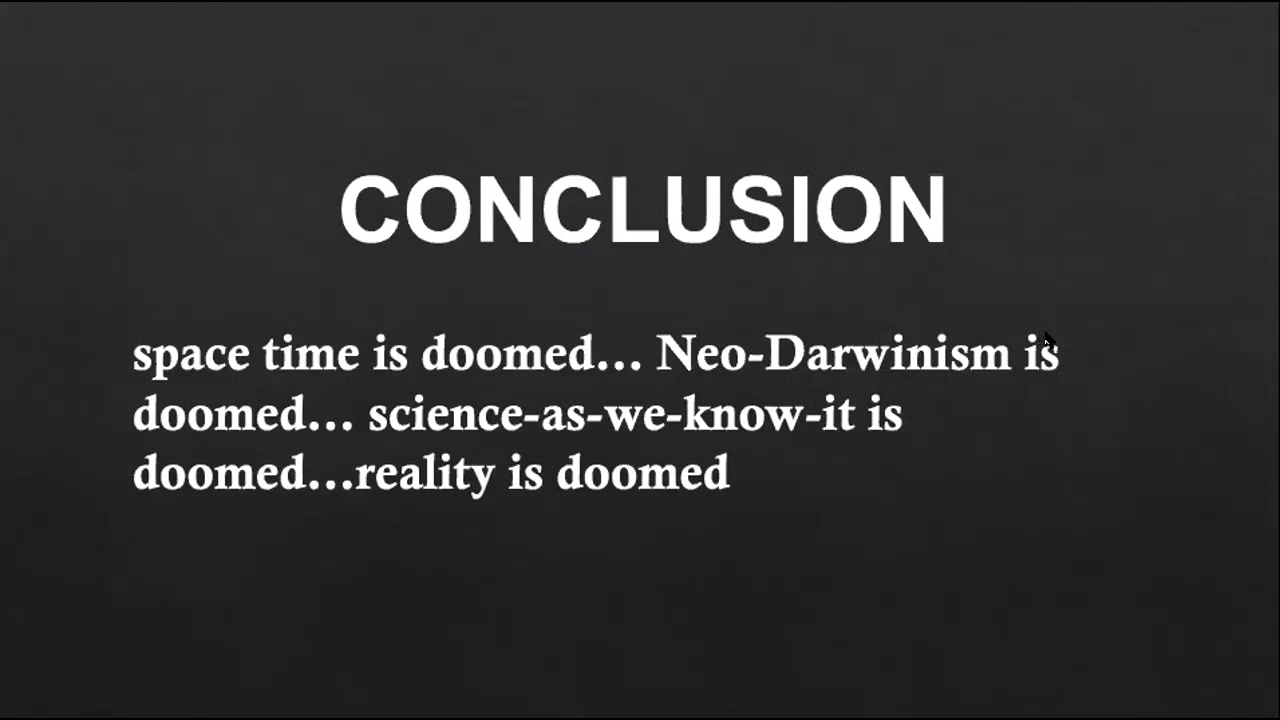 CONCLUSION
space time is doomed... Neo-Darwinism is
doomed... science-as-we-know-it is
doomed...reality is doomed